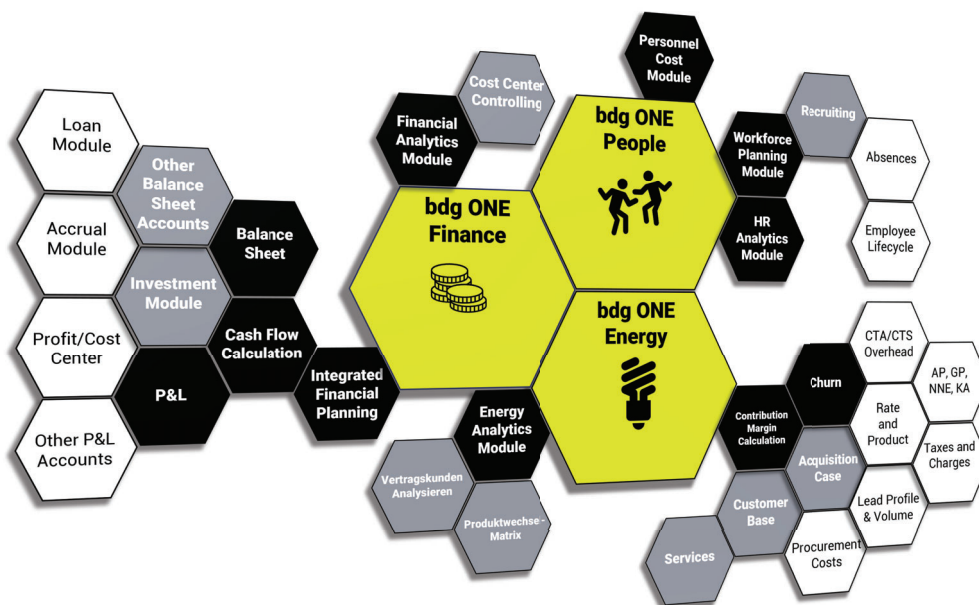 Personnel
Cost
Module
Cost Center
Controlling
Recruiting
bdg ONE
People
Financial
Analytics
Module
Workforce
Planning
Module
Absences
Loan
Module
Other
Balance
Sheet
Accounts
bdg ONE
Finance
HR
Analytics
Module
Employee
Lifecycle
Accrual
Module
Balance
Sheet
Investment
Module
bdg ONE
Energy
Profit/Cost
Center
Cash Flow
Calculation
CTA/CTS
Overhead
P&L
Integrated
Financial
Planning
Churn
AP, GP,
NNE, KA
Energy
Analytics
Module
Contribution
Margin
Calculation
Rate
and
Product
Other P&L
Accounts
Taxes and
Charges
Acquisition
Case
Vertragskunden
Analysieren
Customer
Base
Lead Profile
& Volume
Produktwechse-
Matrix
Services
Procurement
Costs